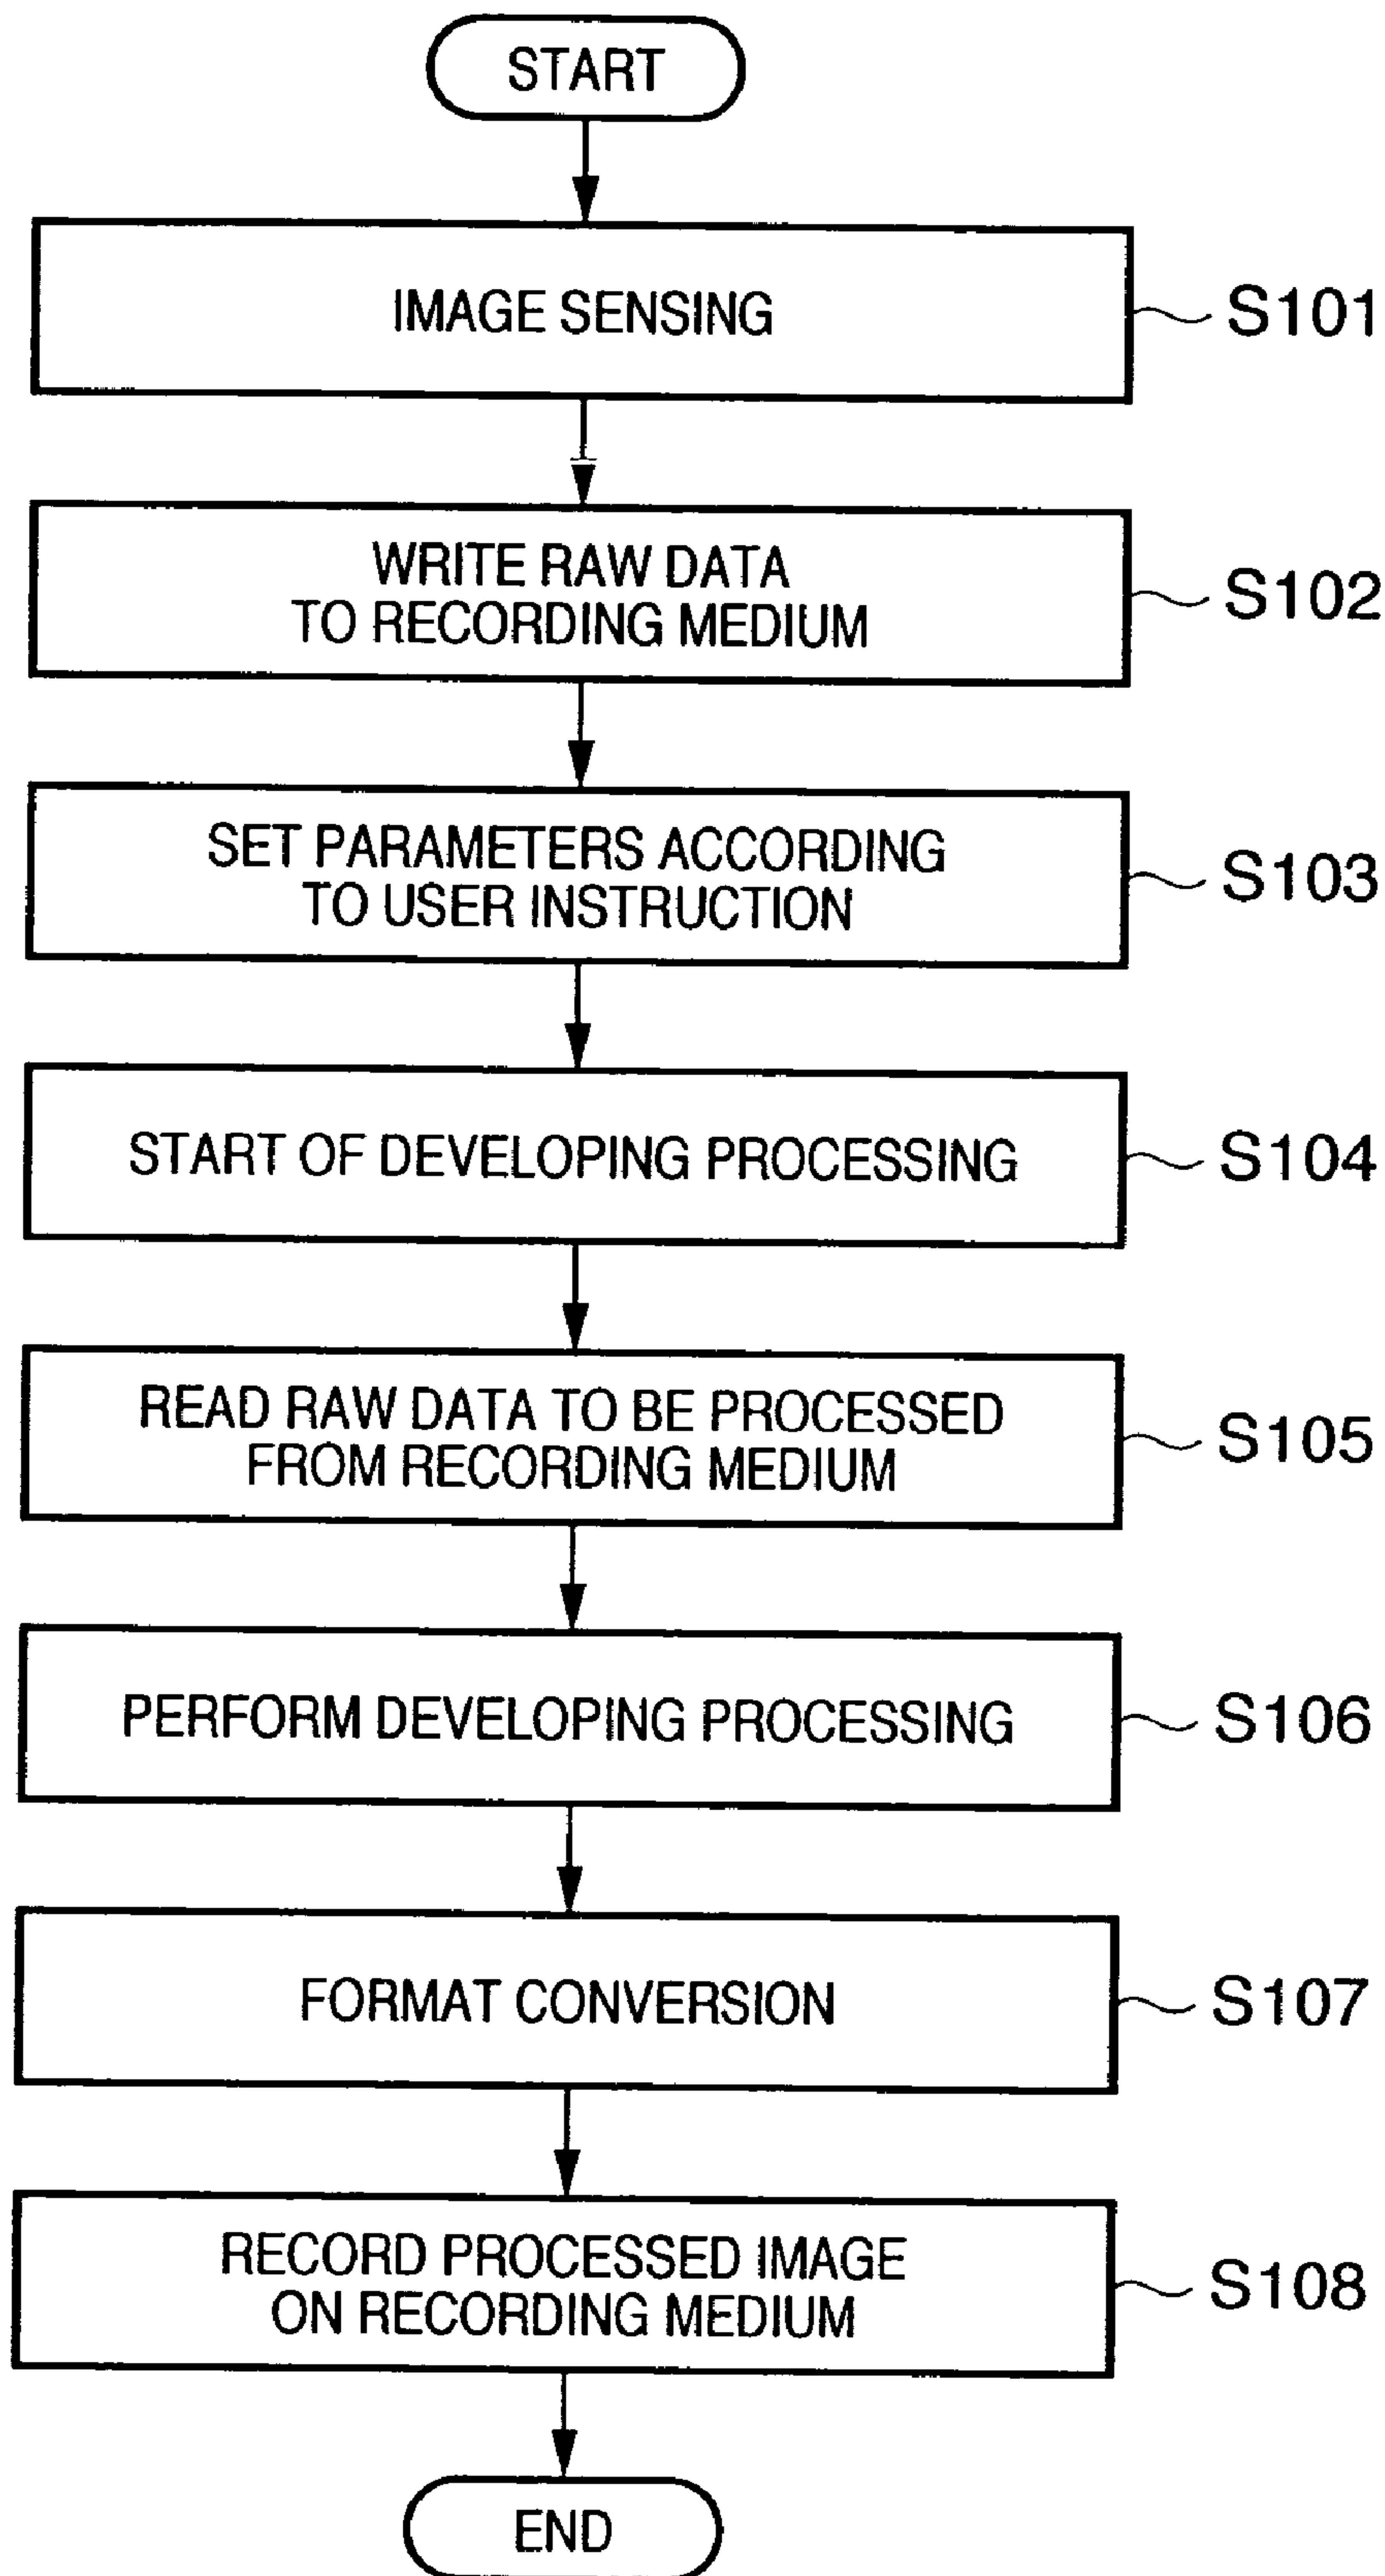 START
IMAGE SENSING
S101
WRITE RAW DATA
TO RECORDING MEDIUM
S102
SET PARAMETERS ACCORDING
TO USER INSTRUCTION
S103
START OF DEVELOPING PROCESSING
S104
READ RAW DATA TO BE PROCESSED
FROM RECORDING MEDIUM
S105
PERFORM DEVELOPING PROCESSING
S106
FORMAT CONVERSION
S107
RECORD PROCESSED IMAGE
ON RECORDING MEDIUM
S108
END